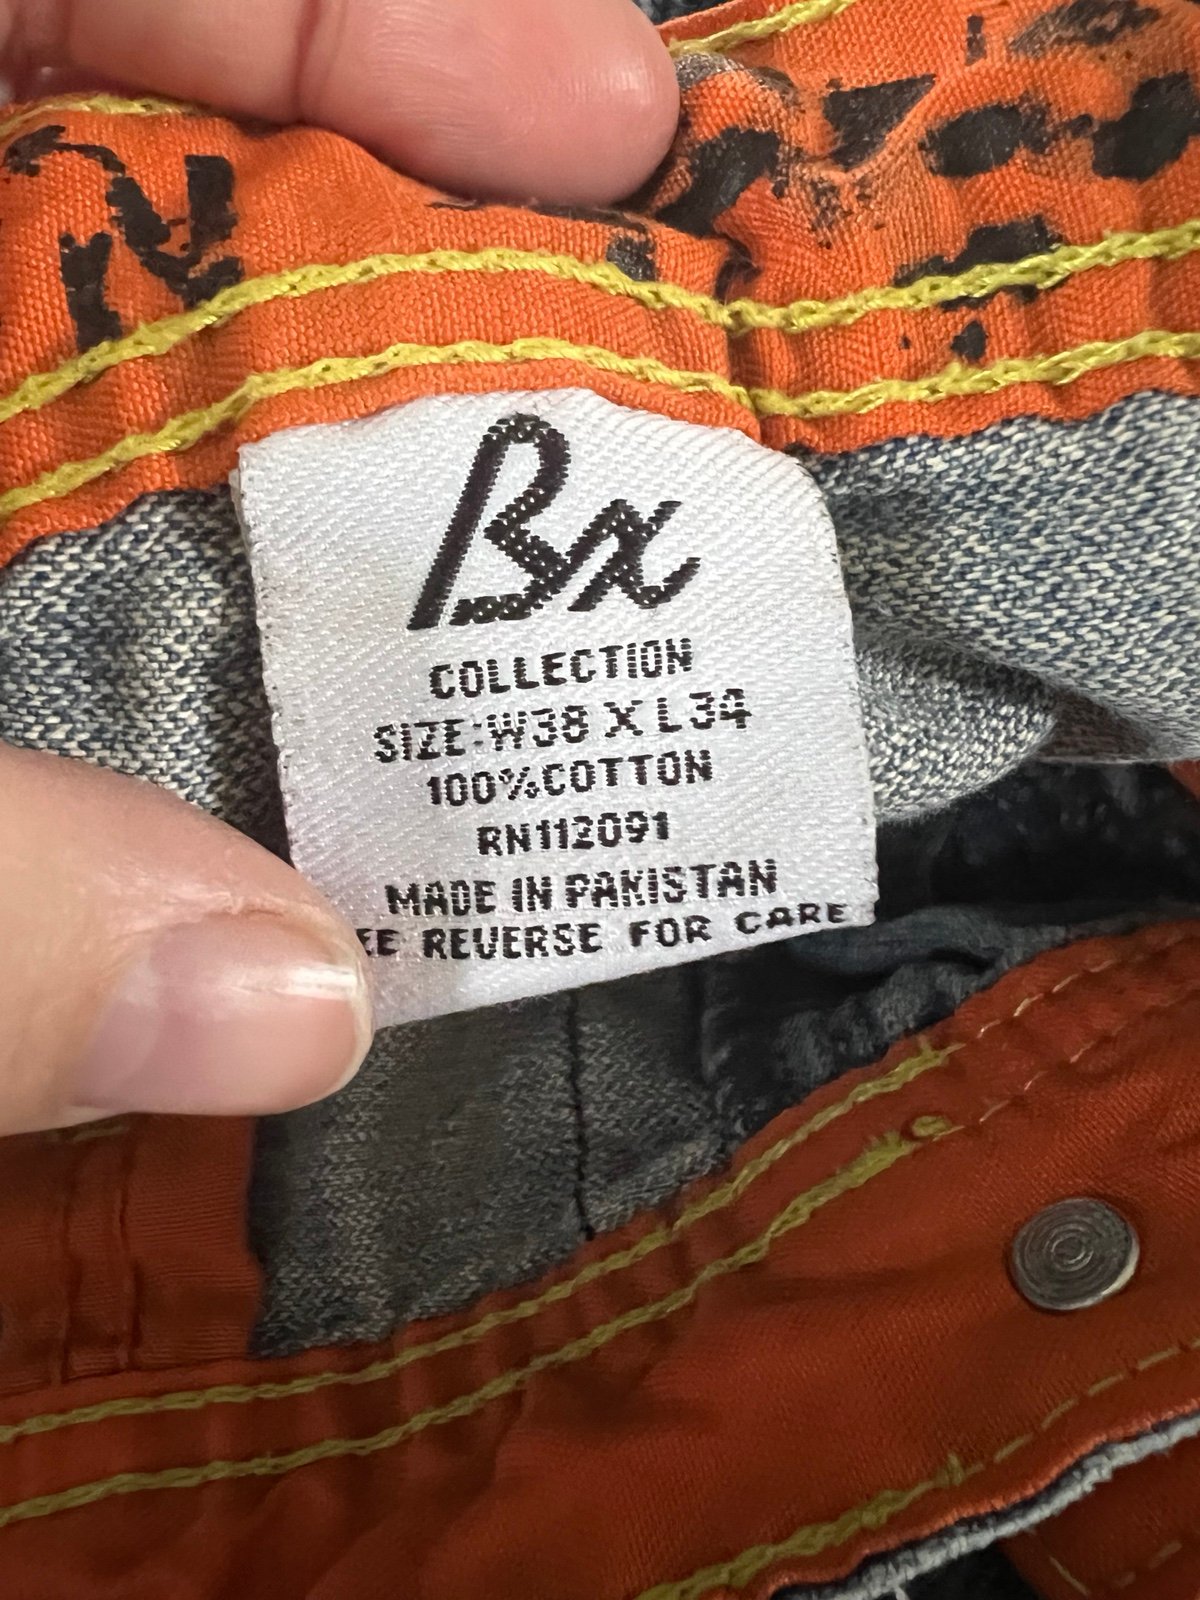 Bx
COLLECTION
SIZE:W38 X L34
100%COTTON
RN112091
MADE IN PAKISTAN
EE REVERSE FOR CARE